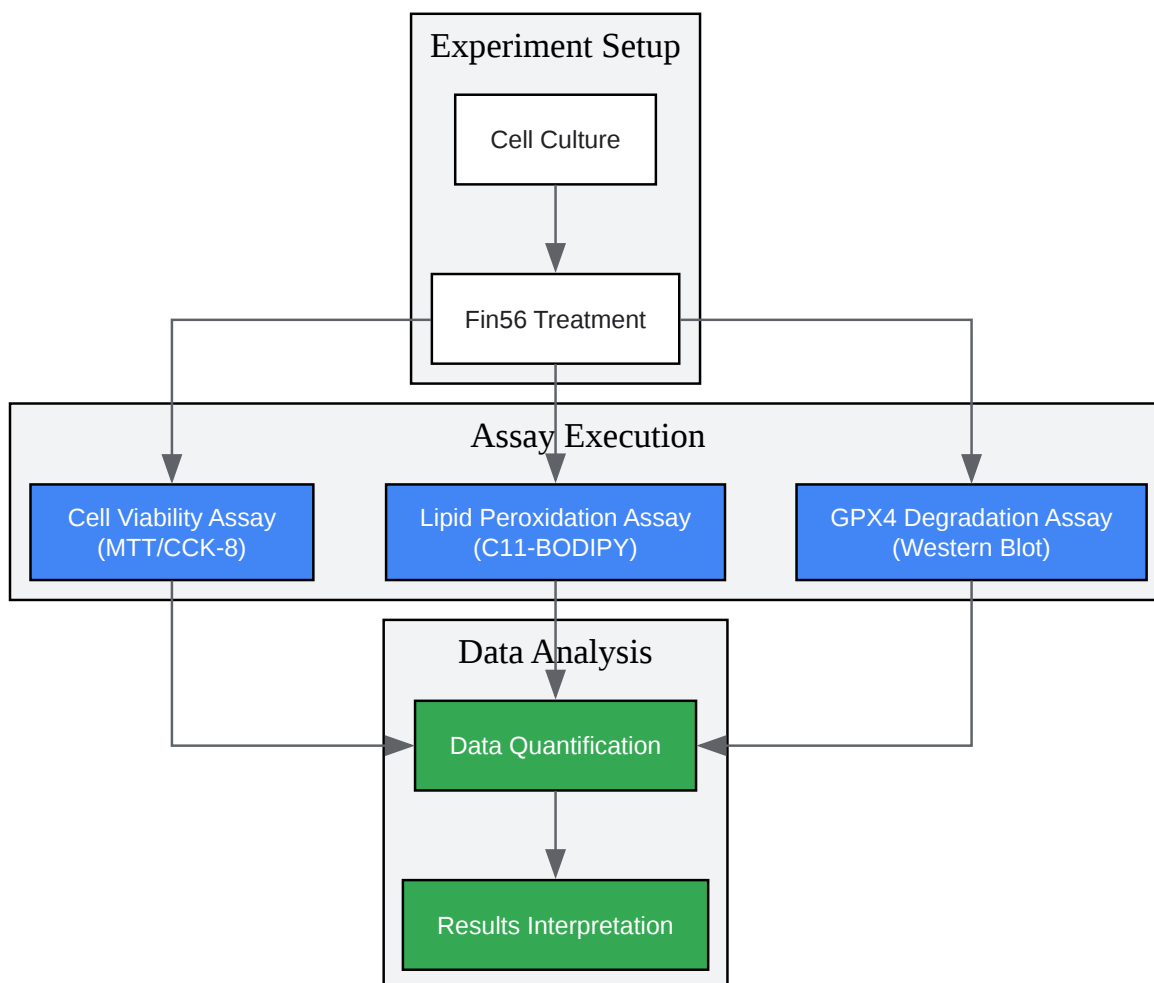 Experiment Setup
Cell Culture
Fin56 Treatment
Assay Execution
Cell Viability Assay
(MTT/CCK-8)
Lipid Peroxidation Assay
(C11-BODIPY)
GPX4 Degradation Assay
(Western Blot)
Data Analysis
Data Quantification
Results Interpretation